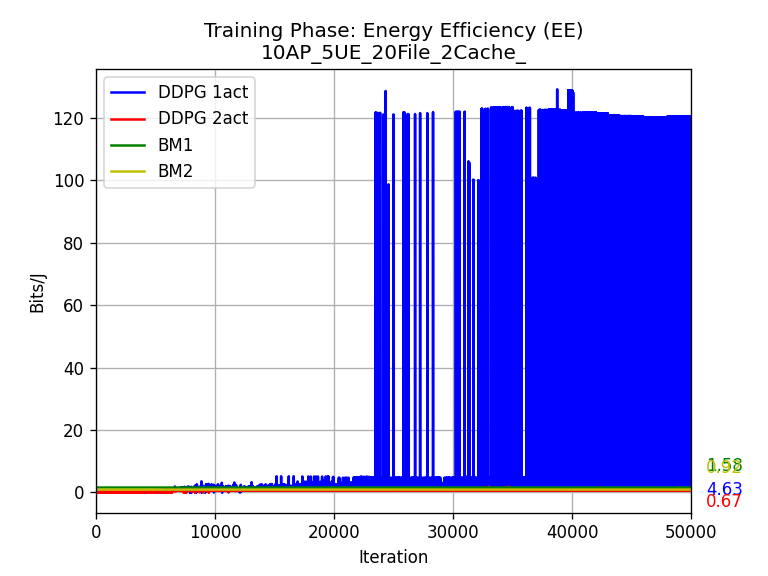 Training Phase: Energy Efficiency (EE)
10AP_5UE_20File_2Cache_
DDPG 1act
DDPG 2act
BM1
BM2
120
100
80
60
40
20
0
Bits/J
0 10000 20000 30000 40000 50000
Iteration
1.58
4.63
0.67